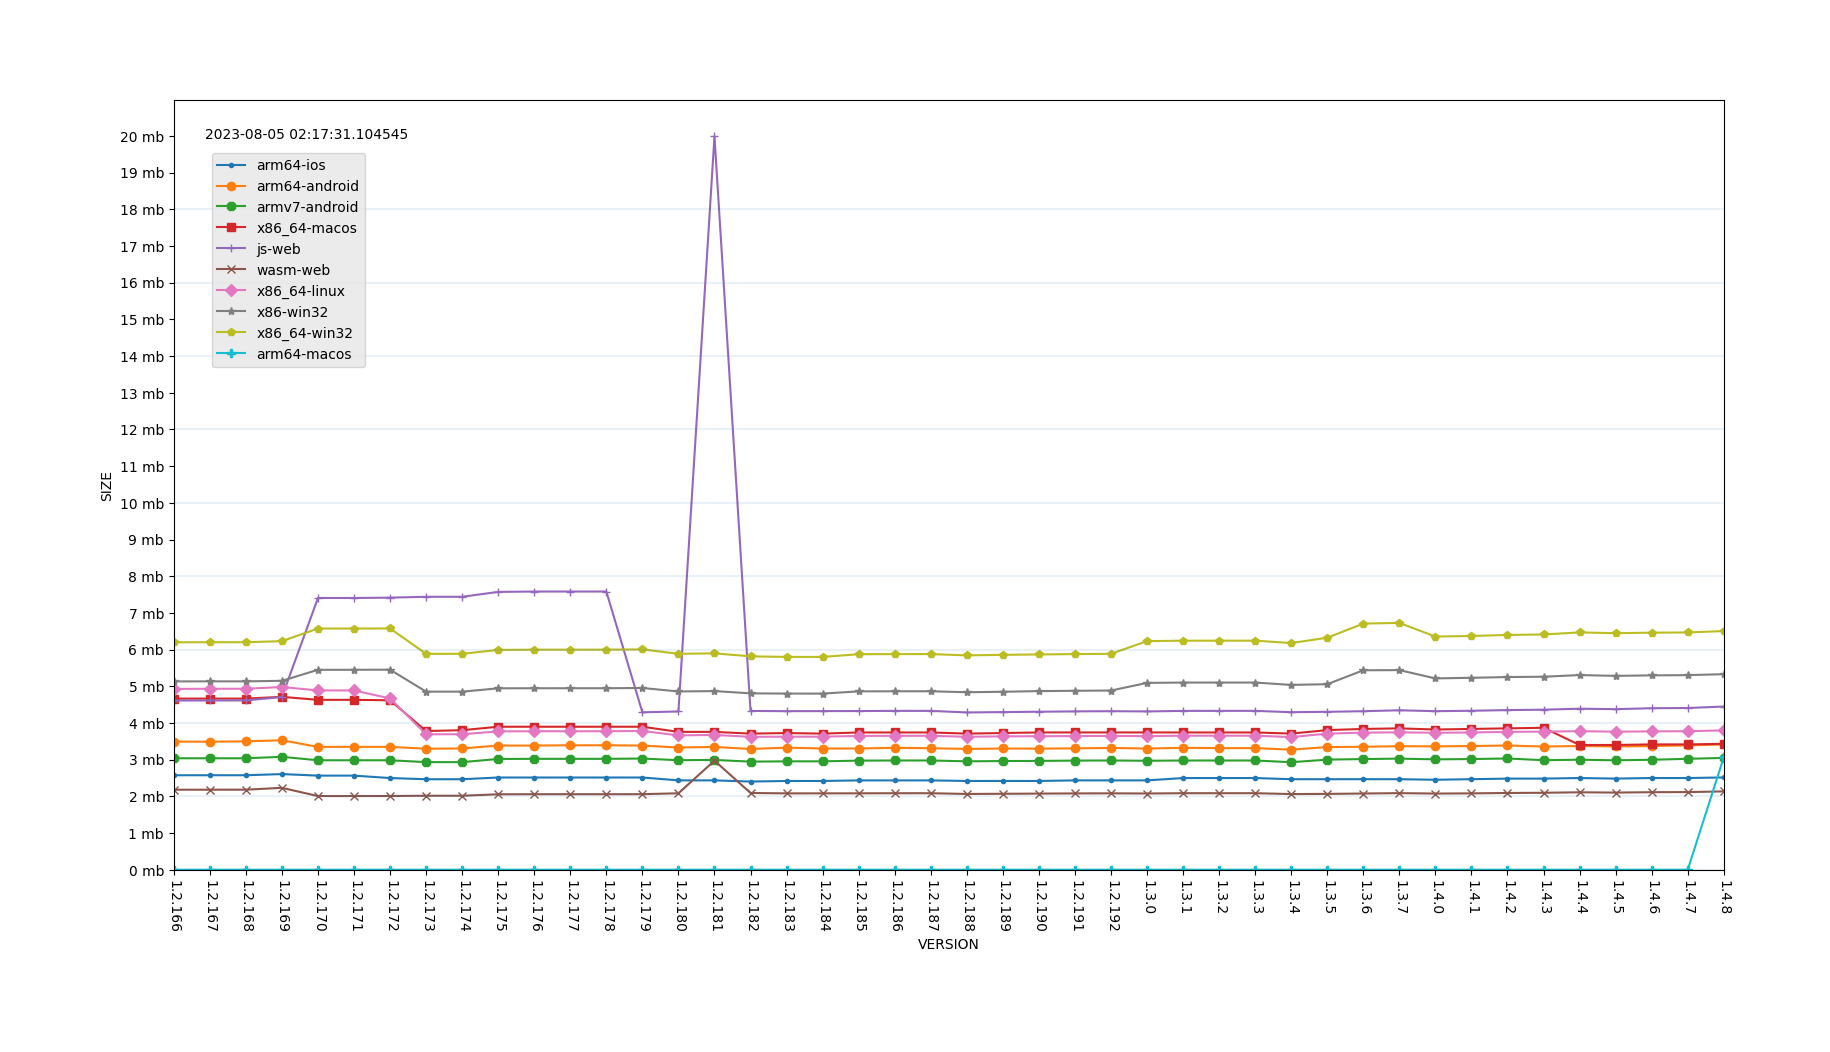 2023-08-05 02:17:31.104545
arm64-ios
arm64-android
armv7-android
x86_64-macos
js-web
wasm-web
x86_64-linux
x86-win32
x86_64-win32
arm64-macos
SIZE
20 mb
19 mb
18 mb
17 mb
16 mb
15 mb
14 mb
13 mb
12 mb
11 mb
10 mb
9 mb
8 mb
7 mb
6 mb
5 mb
4 mb
3 mb
2 mb
1 mb
0 mb
1.2.166
1.2.167
1.2.168
1.2.169
1.2.170
1.2.171
1.2.172
1.2.173
1.2.174
1.2.175
1.2.176
1.2.177
1.2.178
1.2.179
1.2.180
1.2.181
1.2.182
1.2.183
1.2.184
1.2.185
1.2.186
1.2.187
1.2.188
1.2.189
1.2.190
1.2.191
1.2.192
1.3.0
1.3.1
1.3.2
1.3.3
1.3.4
1.3.5
1.3.6
1.3.7
1.4.0
1.4.1
1.4.2
1.4.3
1.4.4
1.4.5
1.4.6
1.4.7
1.4.8
VERSION